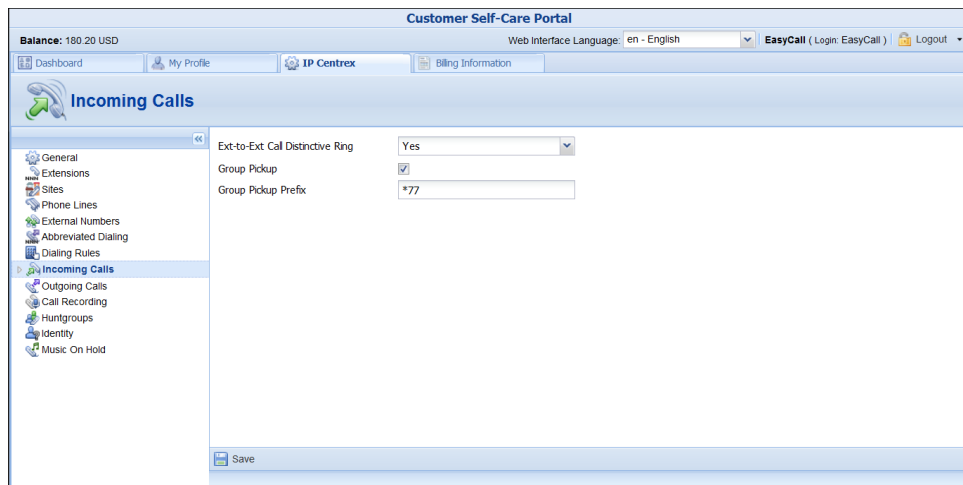 Customer Self-Care Portal
Balance: 180.20 USD Web Interface Language: en - English EasyCall ( Login: EasyCall ) Logout
Dashboard My Profile IP Centrex Billing Information
Incoming Calls
General
Extensions
Sites
Phone Lines
External Numbers
Abbreviated Dialing
Dialing Rules
Incoming Calls
Outgoing Calls
Call Recording
Huntgroups
Identity
Music On Hold
Ext-to-Ext Call Distinctive Ring Yes
Group Pickup
Group Pickup Prefix *77
Save